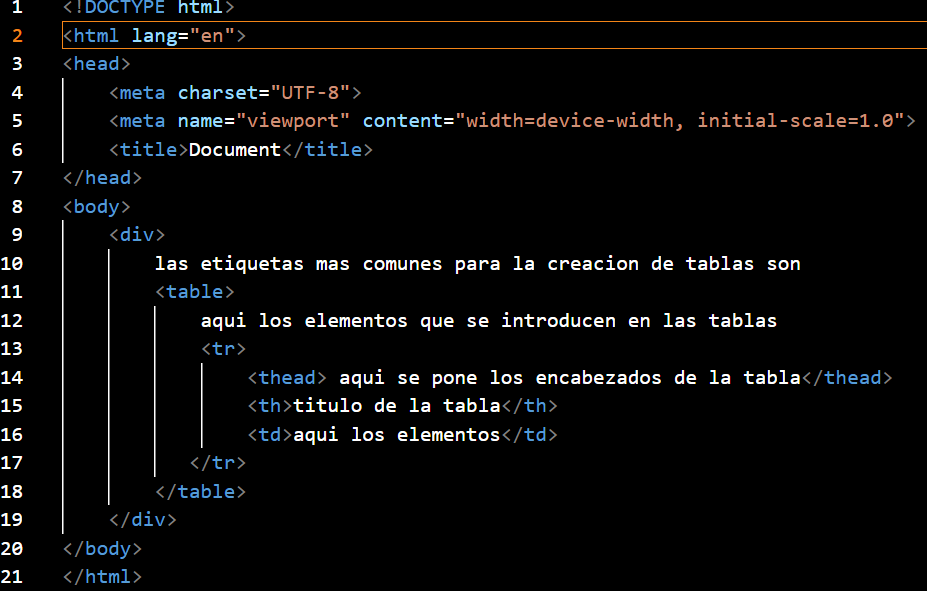 1 <!DOCTYPE html>
2 <html lang="en">
3 <head>
4     <meta charset="UTF-8">
5     <meta name="viewport" content="width=device-width, initial-scale=1.0">
6     <title>Document</title>
7 </head>
8 <body>
9     <div>
10         las etiquetas mas comunes para la creacion de tablas son
11         <table>
12             aqui los elementos que se introducen en las tablas
13             <tr>
14                 <thead> aqui se pone los encabezados de la tabla</thead>
15                 <th>titulo de la tabla</th>
16                 <td>aqui los elementos</td>
17            </tr>
18         </table>
19     </div>
20 </body>
21 </html>